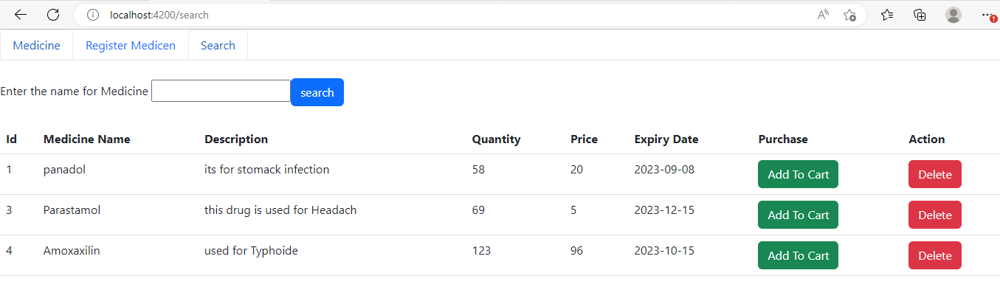 localhost:4200/search
Medicine Register Medicen Search
Enter the name for Medicine search
Id Medicine Name Description Quantity Price Expiry Date Purchase Action
1 panadol its for stomack infection 58 20 2023-09-08 Add To Cart Delete
3 Parastamol this drug is used for Headach 69 5 2023-12-15 Add To Cart Delete
4 Amoxaxilin used for Typhoide 123 96 2023-10-15 Add To Cart Delete